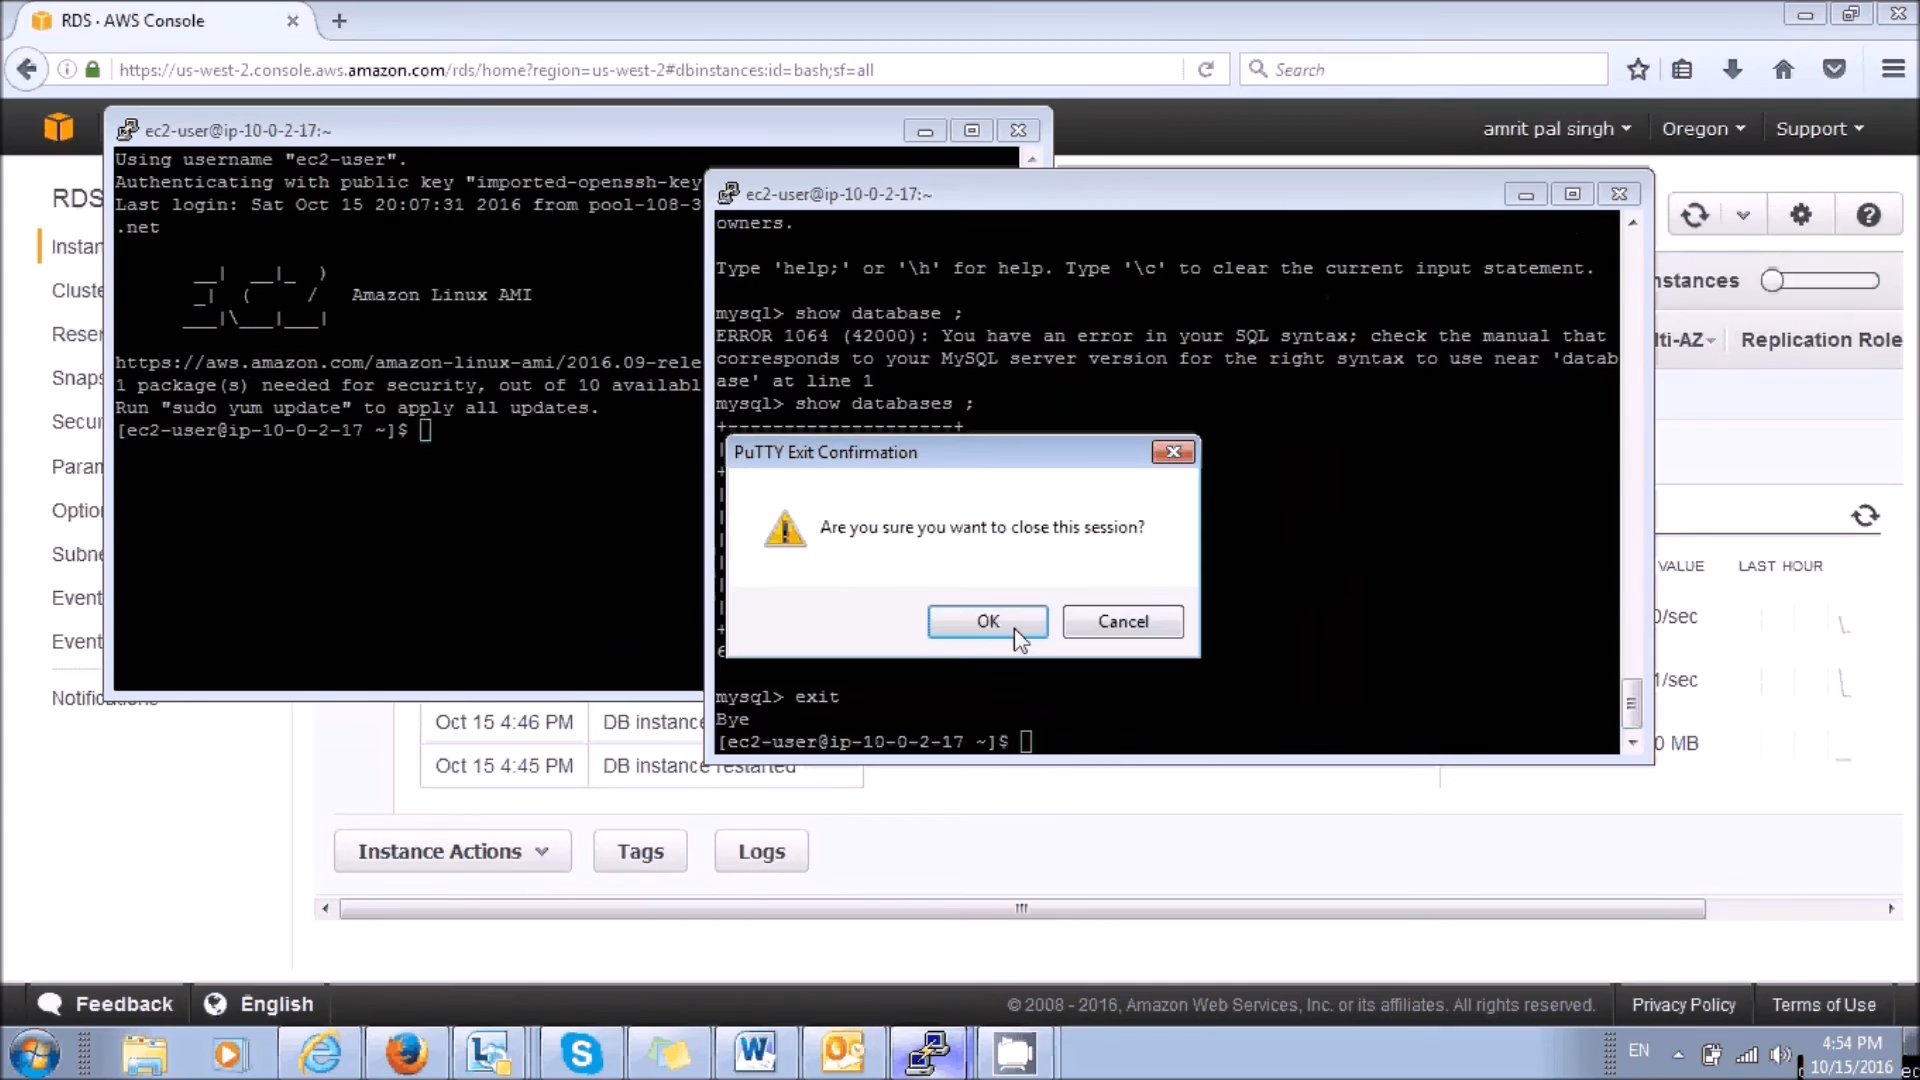 RDS · AWS Console
https://us-west-2.console.aws.amazon.com/rds/home?region=us-west-2#dbinstances:id=bash;sf=all
Search
amrit pal singh
Oregon
Support
RDS
Instan
Cluste
Reser
Snaps
Secur
Param
Option
Subne
Event
Event
Notifications
ec2-user@ip-10-0-2-17:~
Using username "ec2-user".
Authenticating with public key "imported-openssh-key
Last login: Sat Oct 15 20:07:31 2016 from pool-108-3
.net
       __|  __|_  )
       _|  (     /   Amazon Linux AMI
      ___|\___|___|
https://aws.amazon.com/amazon-linux-ami/2016.09-rele
1 package(s) needed for security, out of 10 availabl
Run "sudo yum update" to apply all updates.
[ec2-user@ip-10-0-2-17 ~]$
ec2-user@ip-10-0-2-17:~
owners.
Type 'help;' or '\h' for help. Type '\c' to clear the current input statement.
mysql> show database ;
ERROR 1064 (42000): You have an error in your SQL syntax; check the manual that
corresponds to your MySQL server version for the right syntax to use near 'datab
ase' at line 1
mysql> show databases ;
+--------------------+
PuTTY Exit Confirmation
Are you sure you want to close this session?
OK
Cancel
mysql> exit
Bye
[ec2-user@ip-10-0-2-17 ~]$
nstances
lti-AZ
Replication Role
VALUE
LAST HOUR
0/sec
1/sec
0 MB
Oct 15 4:46 PM
DB instanc
Oct 15 4:45 PM
DB instance restarted
Instance Actions
Tags
Logs
Feedback
English
© 2008 - 2016, Amazon Web Services, Inc. or its affiliates. All rights reserved.
Privacy Policy
Terms of Use
EN
4:54 PM
10/15/2016